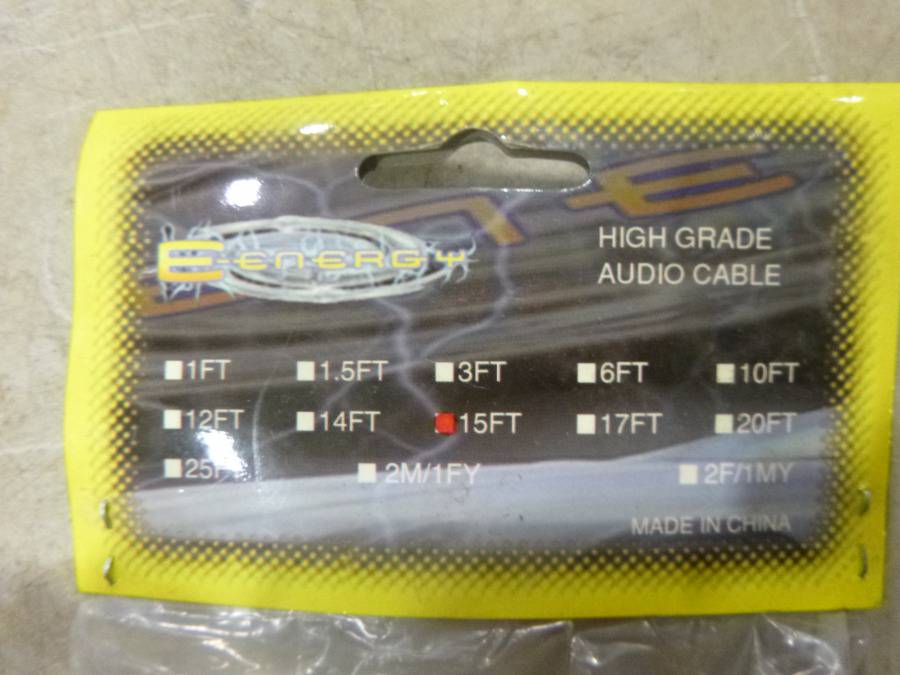 E-ENERGY
HIGH GRADE
AUDIO CABLE
1FT 1.5FT 3FT 6FT 10FT
12FT 14FT 15FT 17FT 20FT
25FT 2M/1FY 2F/1MY
MADE IN CHINA